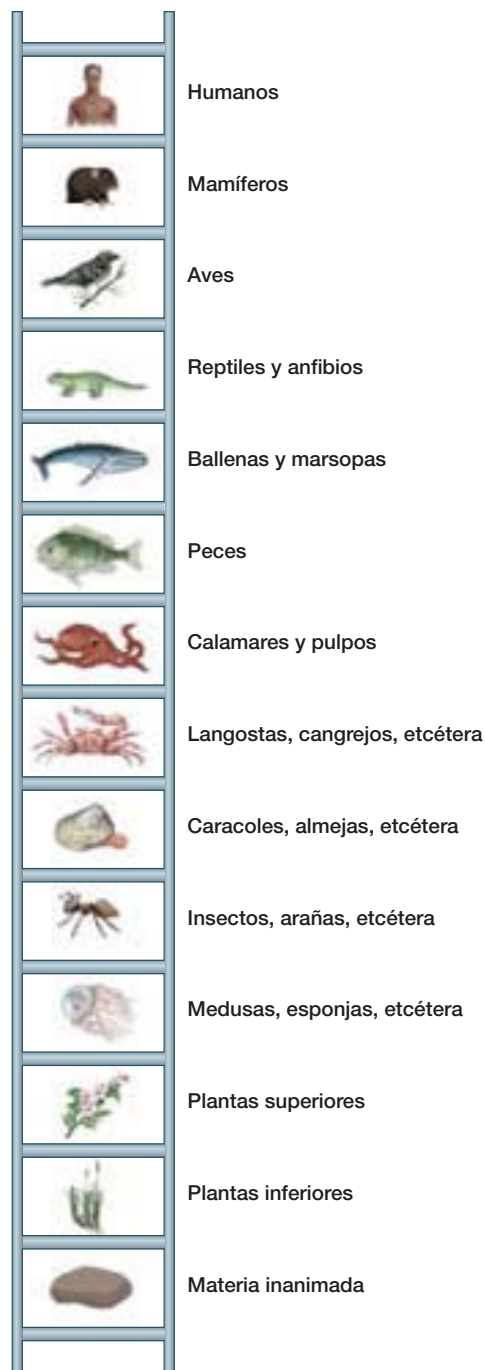 Humanos
Mamíferos
Aves
Reptiles y anfibios
Ballenas y marsopas
Peces
Calamares y pulpos
Langostas, cangrejos, etcétera
Caracoles, almejas, etcétera
Insectos, arañas, etcétera
Medusas, esponjas, etcétera
Plantas superiores
Plantas inferiores
Materia inanimada